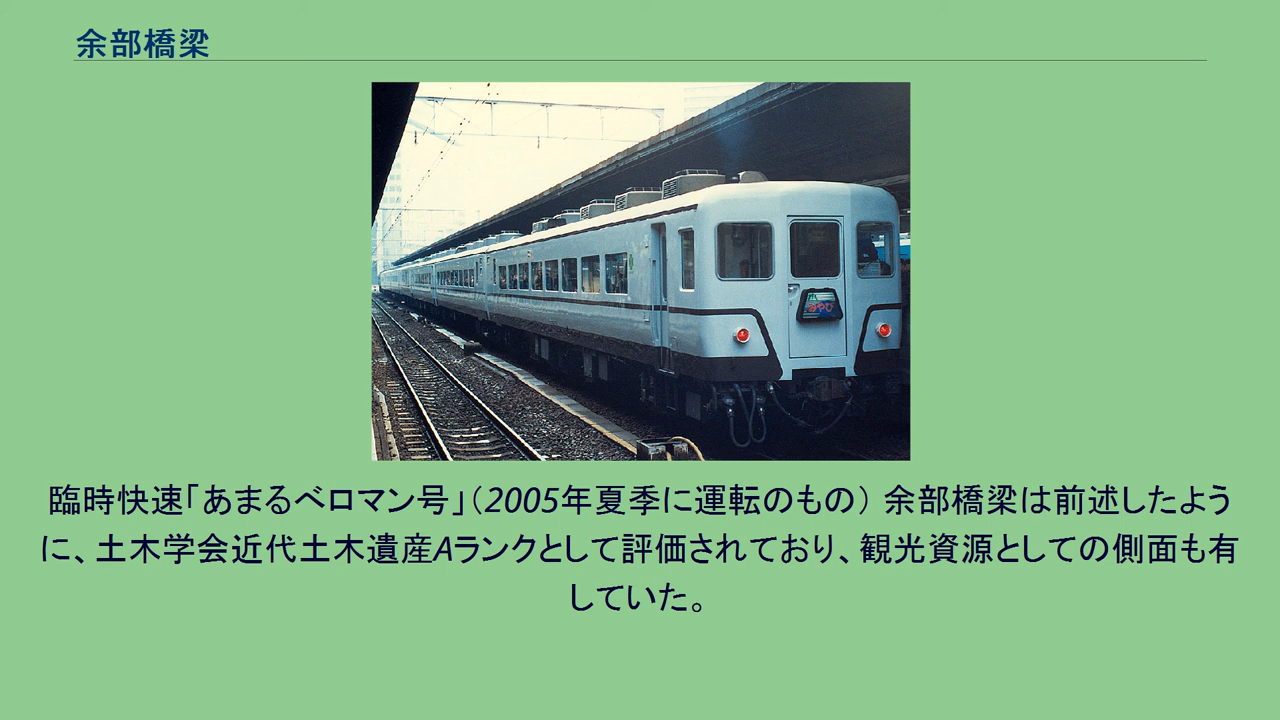 余部橋梁
みやび
臨時快速「あまるべロマン号」（2005年夏季に運転のもの） 余部橋梁は前述したよう
に、土木学会近代土木遺産Aランクとして評価されており、観光資源としての側面も有
していた。